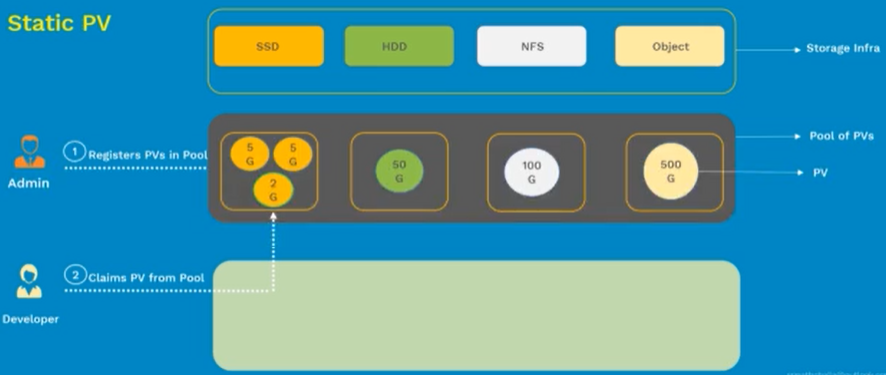 Static PV
SSD
HDD
NFS
Object
Storage Infra
1
Registers PVs in Pool
Admin
5
G
5
G
2
G
50
G
100
G
500
G
Pool of PVs
PV
2
Claims PV from Pool
Developer